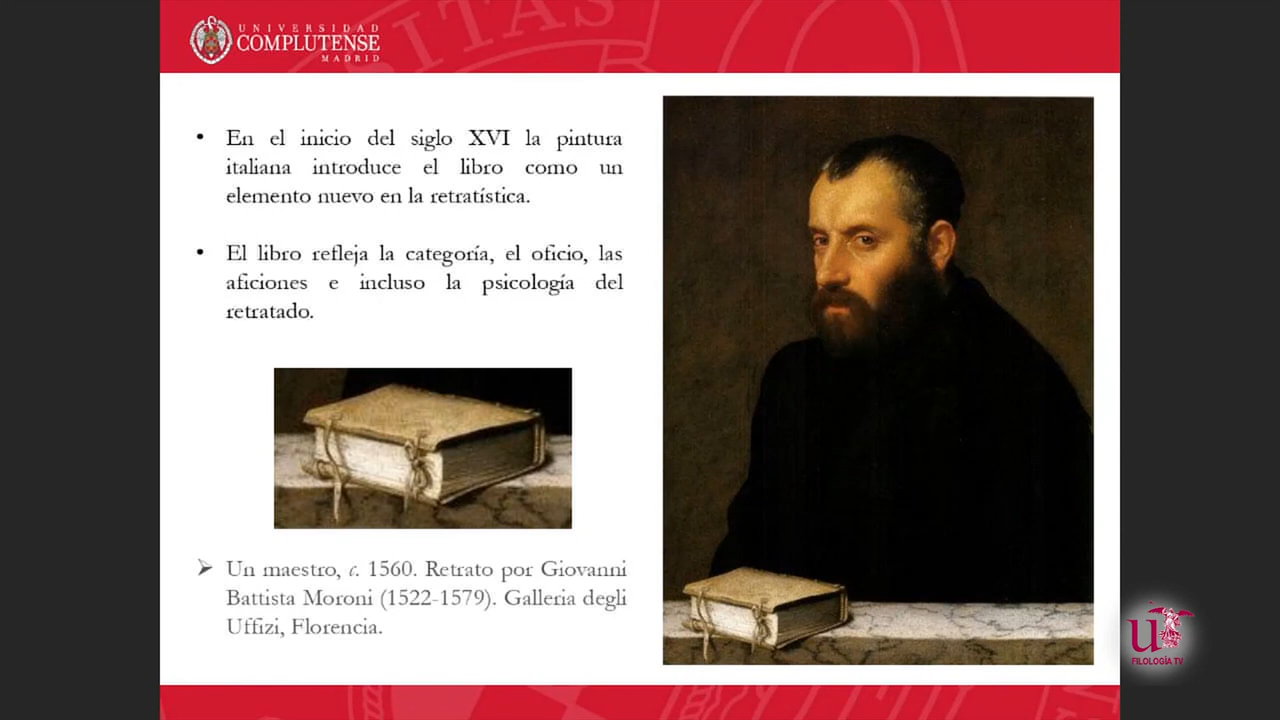 UNIVERSIDAD
COMPLUTENSE
MADRID
• En el inicio del siglo XVI la pintura
italiana introduce el libro como un
elemento nuevo en la retratística.
• El libro refleja la categoría, el oficio, las
aficiones e incluso la psicología del
retratado.
➢ Un maestro, c. 1560. Retrato por Giovanni
Battista Moroni (1522-1579). Galleria degli
Uffizi, Florencia.
u
FILOLOGÍA TV